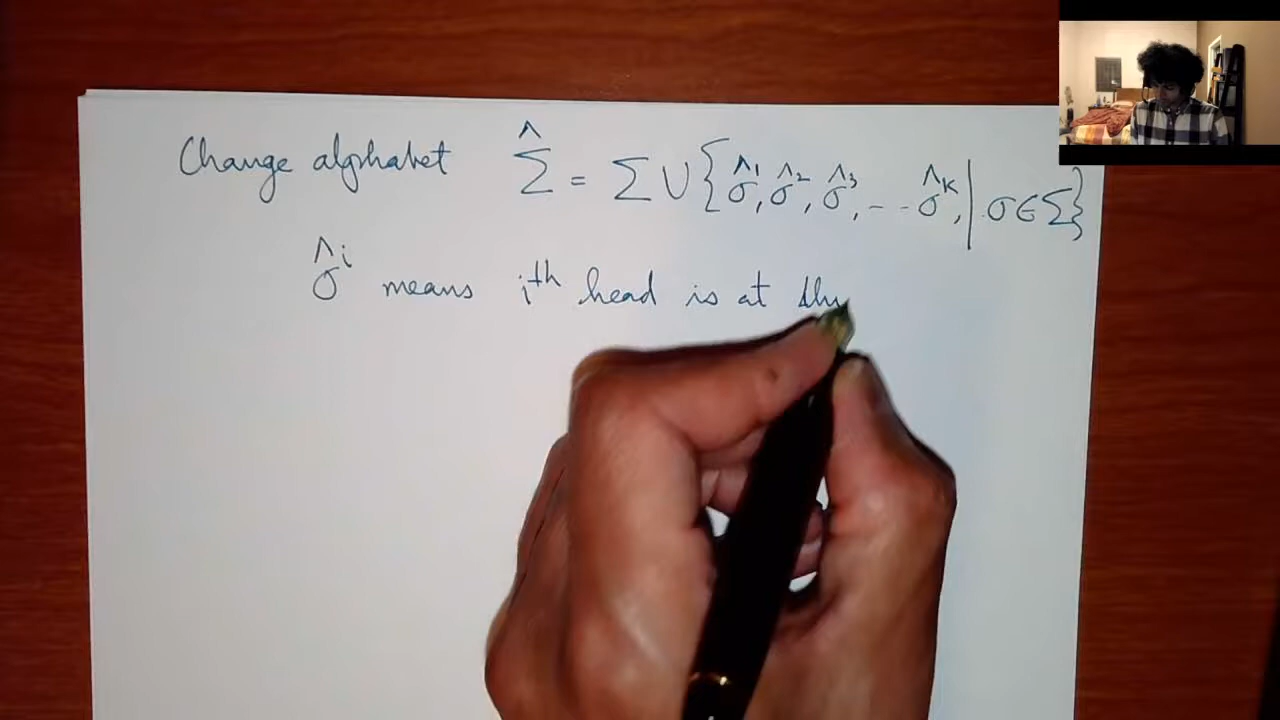 Change alphabet Σ̂ = Σ ∪ {σ̂¹, σ̂², σ̂³, -- σ̂ᵏ, | σ ∈ Σ}
σ̂ⁱ means iᵗʰ head is at